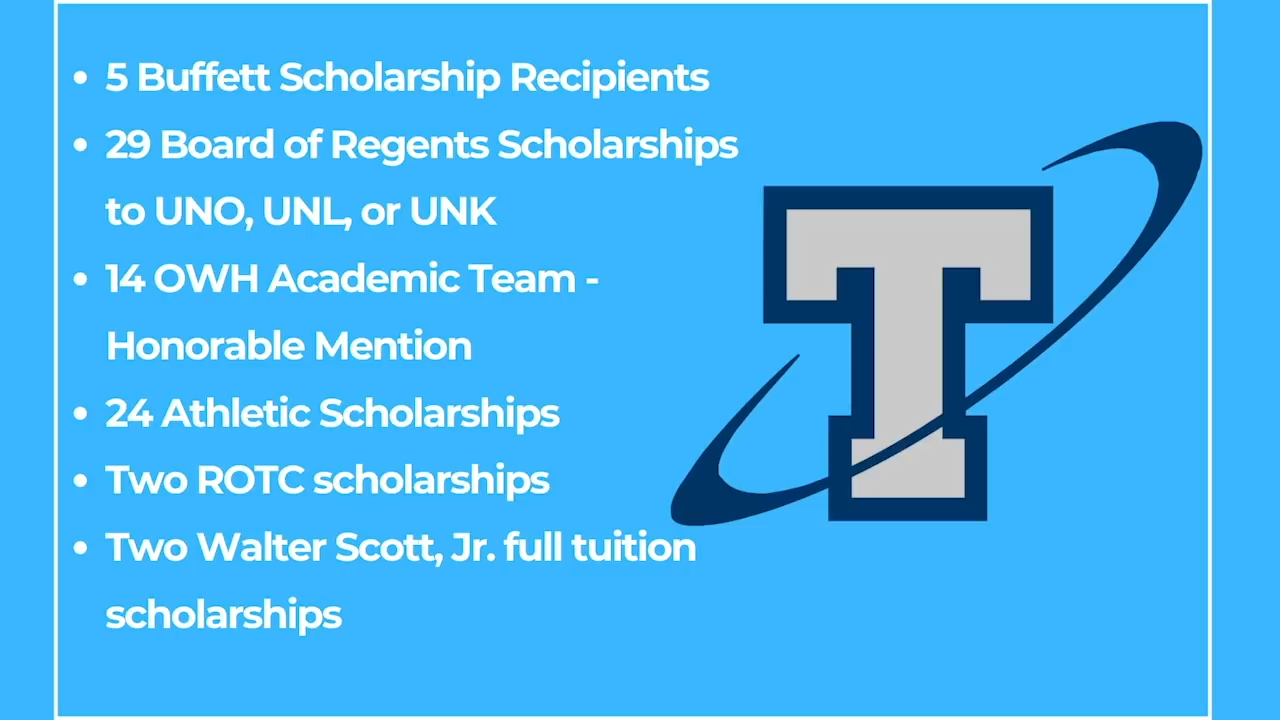 • 5 Buffett Scholarship Recipients
• 29 Board of Regents Scholarships
to UNO, UNL, or UNK
• 14 OWH Academic Team -
Honorable Mention
• 24 Athletic Scholarships
• Two ROTC scholarships
• Two Walter Scott, Jr. full tuition
scholarships
T